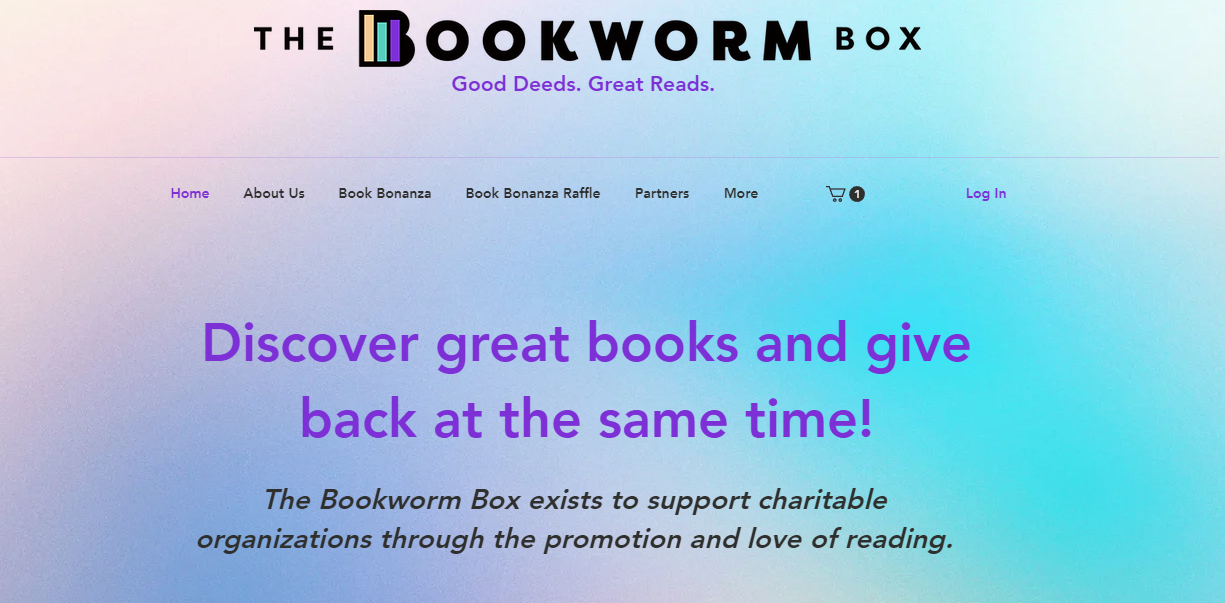 THE BOOKWORM BOX
Good Deeds. Great Reads.
Home About Us Book Bonanza Book Bonanza Raffle Partners More 1 Log In
Discover great books and give
back at the same time!
The Bookworm Box exists to support charitable
organizations through the promotion and love of reading.